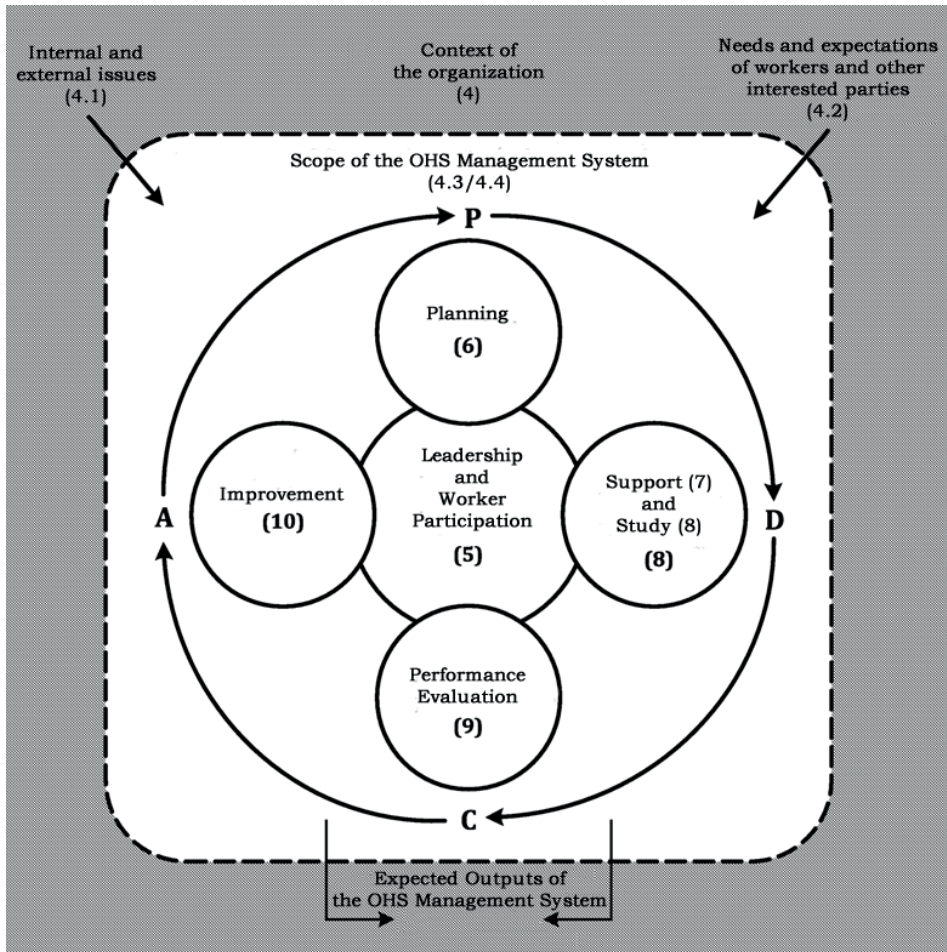 Internal and
external issues
(4.1)
Context of
the organization
(4)
Needs and expectations
of workers and other
interested parties
(4.2)
Scope of the OHS Management System
(4.3/4.4)
P
Planning
(6)
Leadership
and
Worker
Participation
(5)
Improvement
(10)
A
Support (7)
and
Study (8)
(8)
D
Performance
Evaluation
(9)
C
Expected Outputs of
the OHS Management System